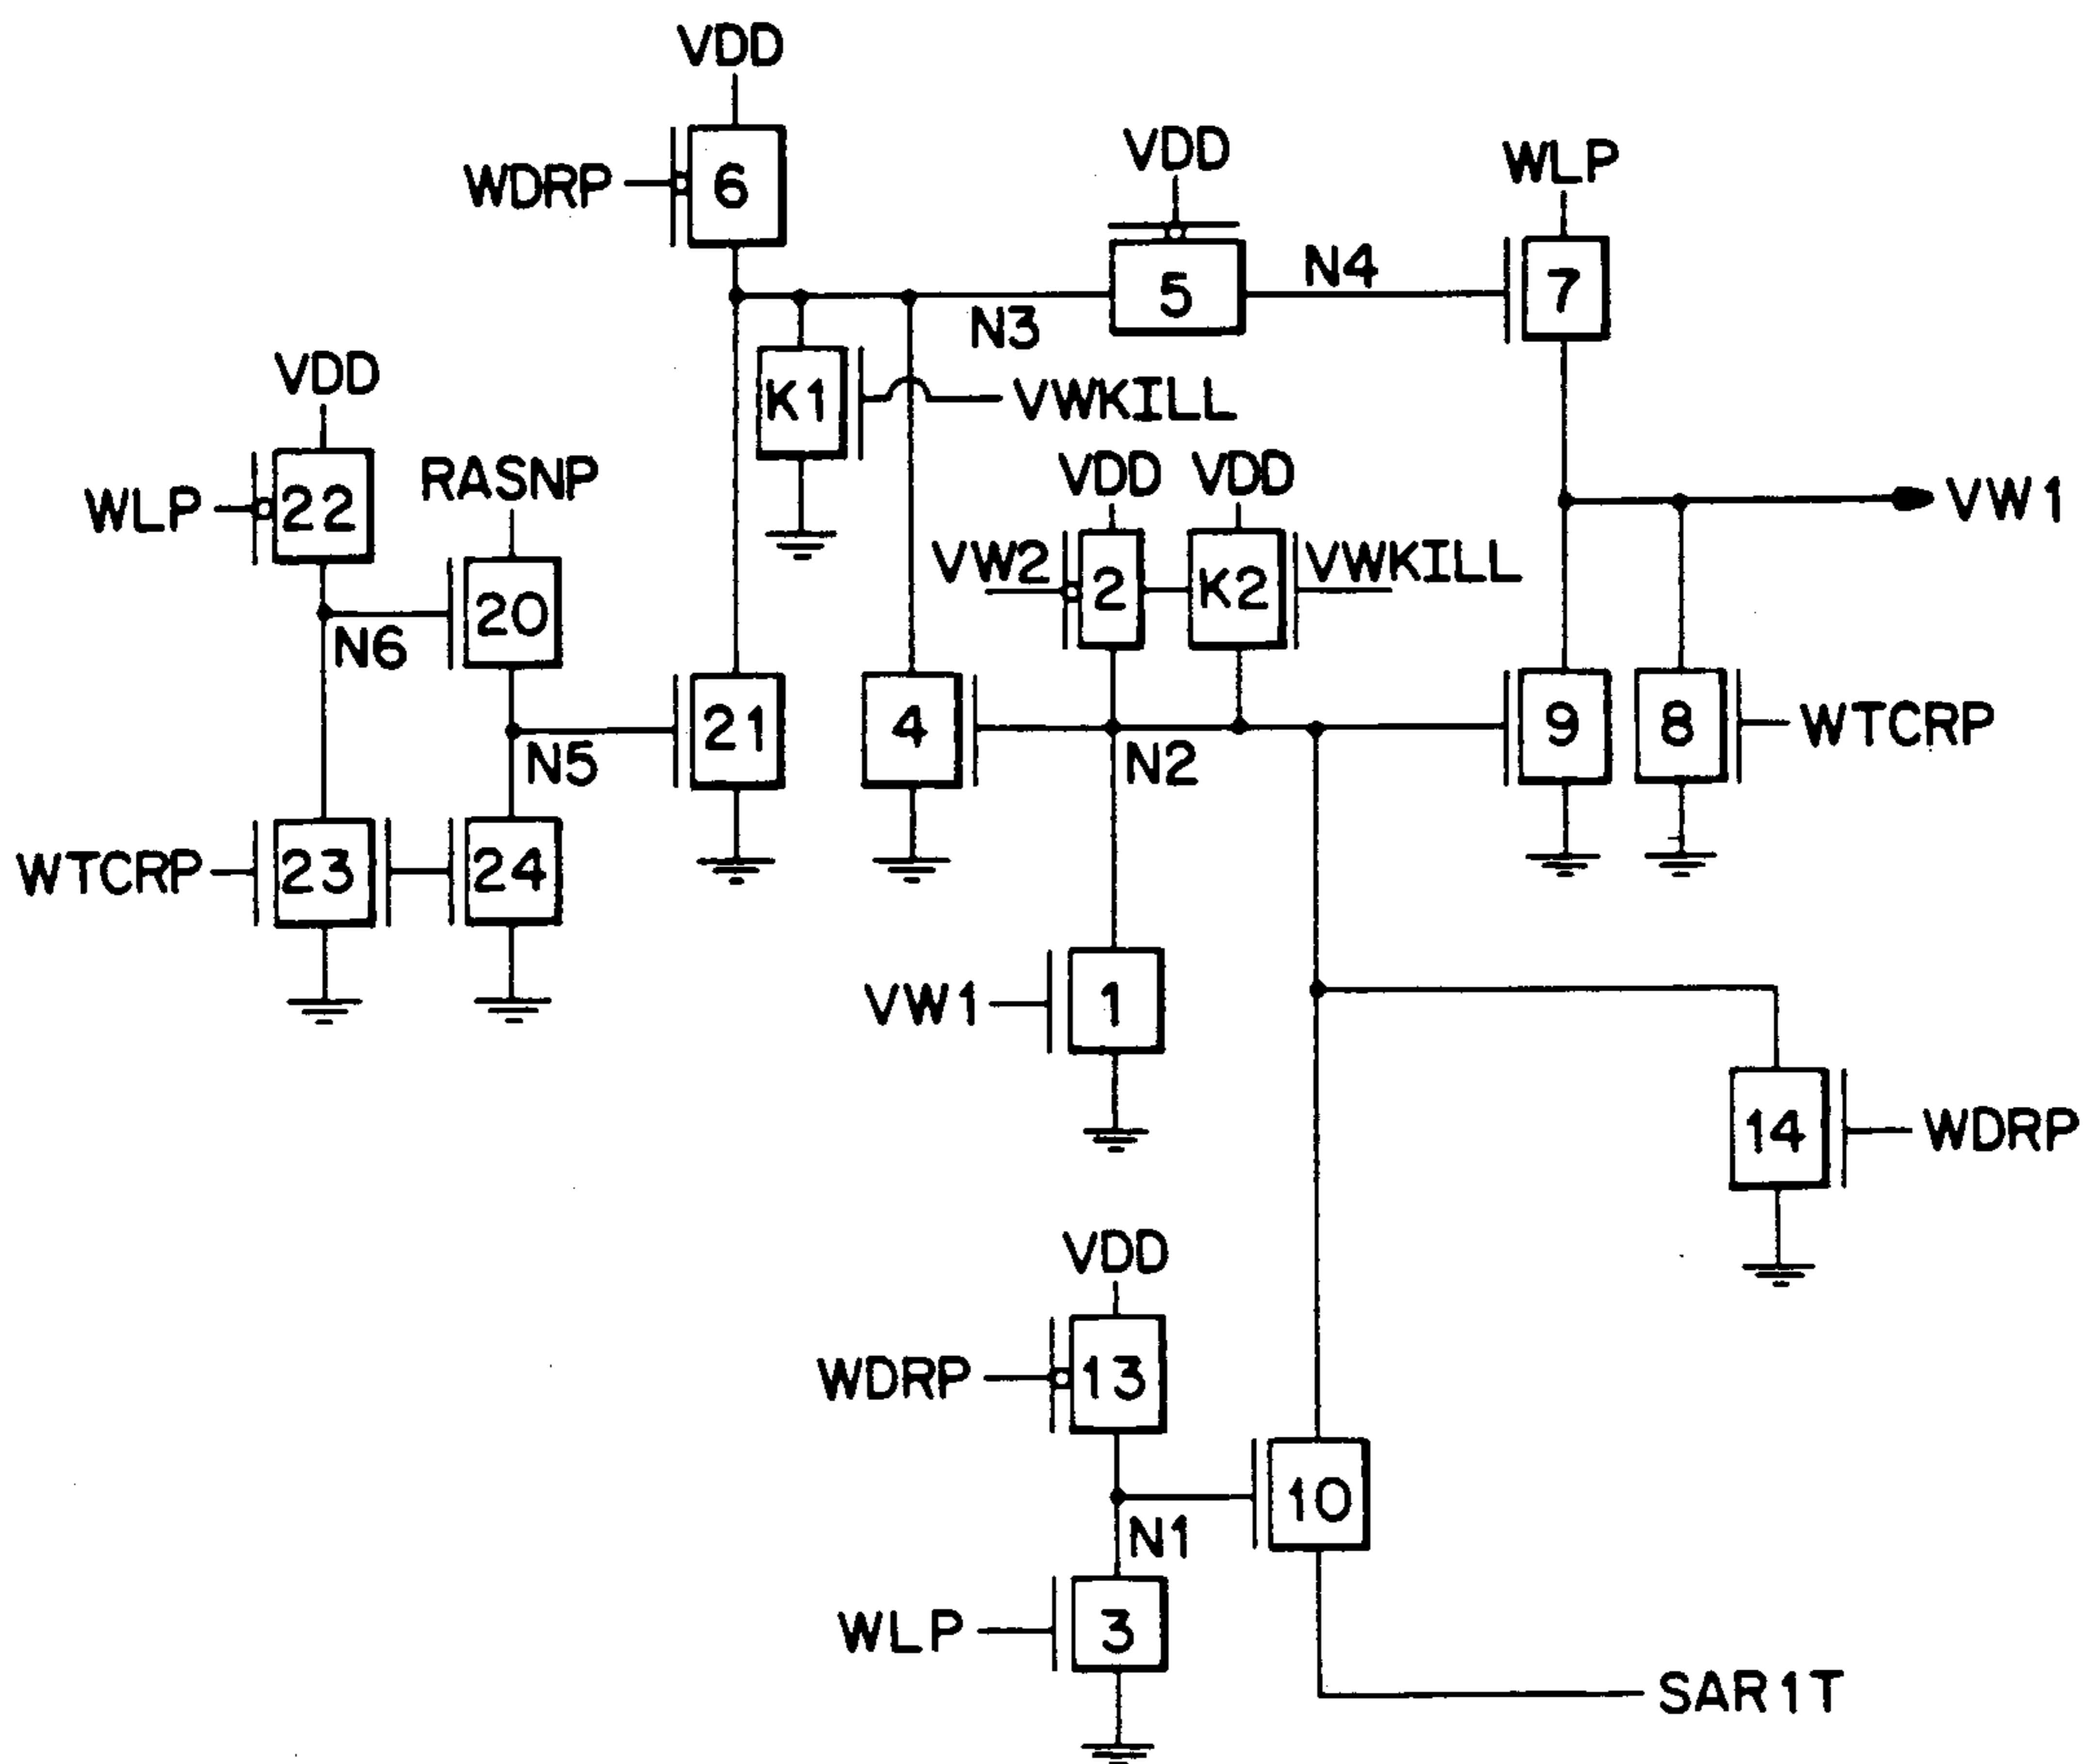 VDD
WDRP
6
VDD
WLP
5
N4
7
N3
VDD
K1
VWKILL
WLP
22
RASNP
VDD
VDD
VW1
VW2
2
K2
VWKILL
20
N6
21
4
9
8
WTCRP
N5
N2
WTCRP
23
24
VW1
1
14
WDRP
VDD
WDRP
13
10
N1
WLP
3
SAR1T